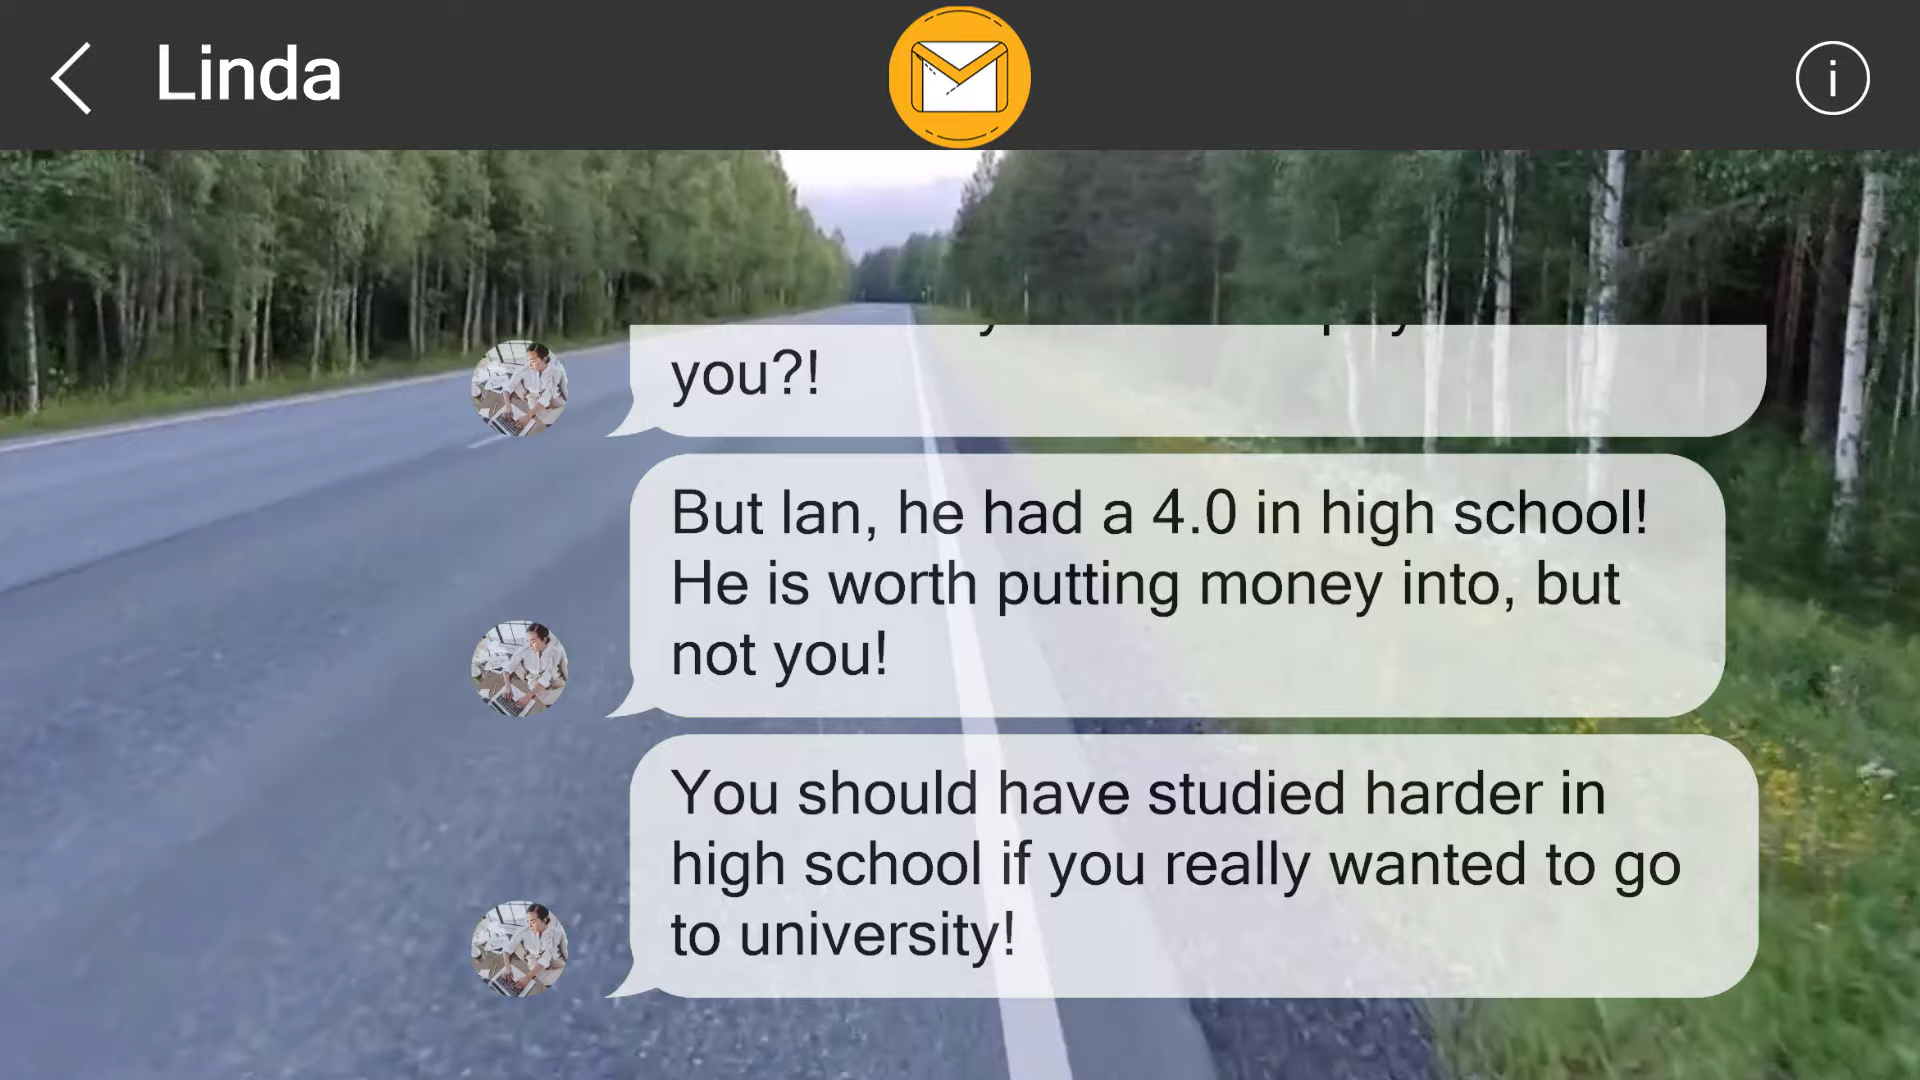 Linda
you?!
But Ian, he had a 4.0 in high school!
He is worth putting money into, but
not you!
You should have studied harder in
high school if you really wanted to go
to university!